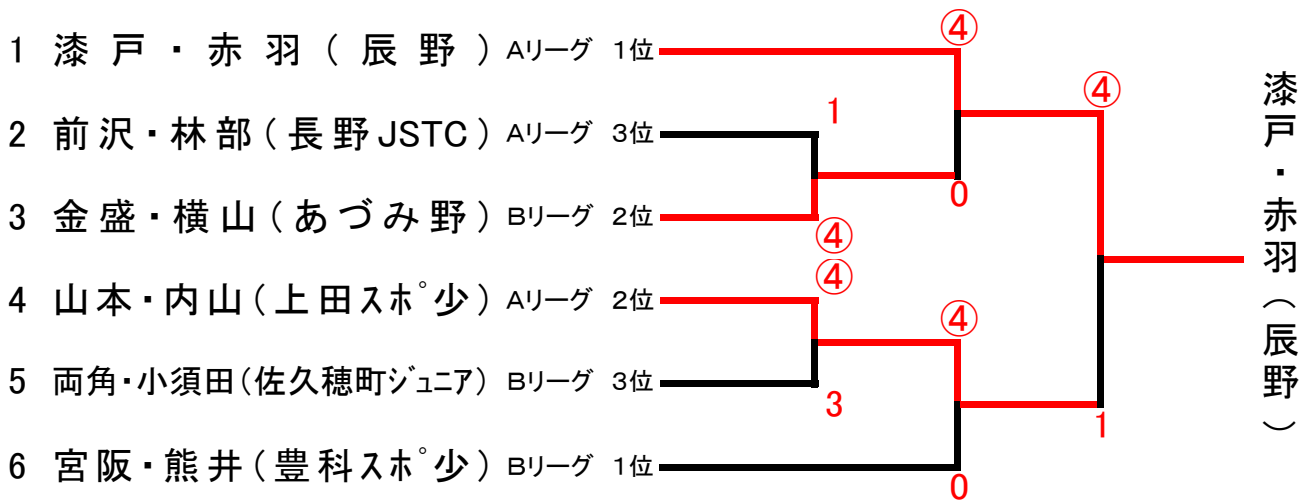 ④
1 漆戸・赤羽(辰野) Aリーグ 1位
④
1
2 前沢・林部(長野JSTC) Aリーグ 3位
0
3 金盛・横山(あづみ野) Bリーグ 2位
④
④
4 山本・内山(上田スポ少) Aリーグ 2位
④
5 両角・小須田(佐久穂町ジュニア) Bリーグ 3位
3
1
6 宮阪・熊井(豊科スポ少) Bリーグ 1位
0
漆戸・赤羽(辰野)